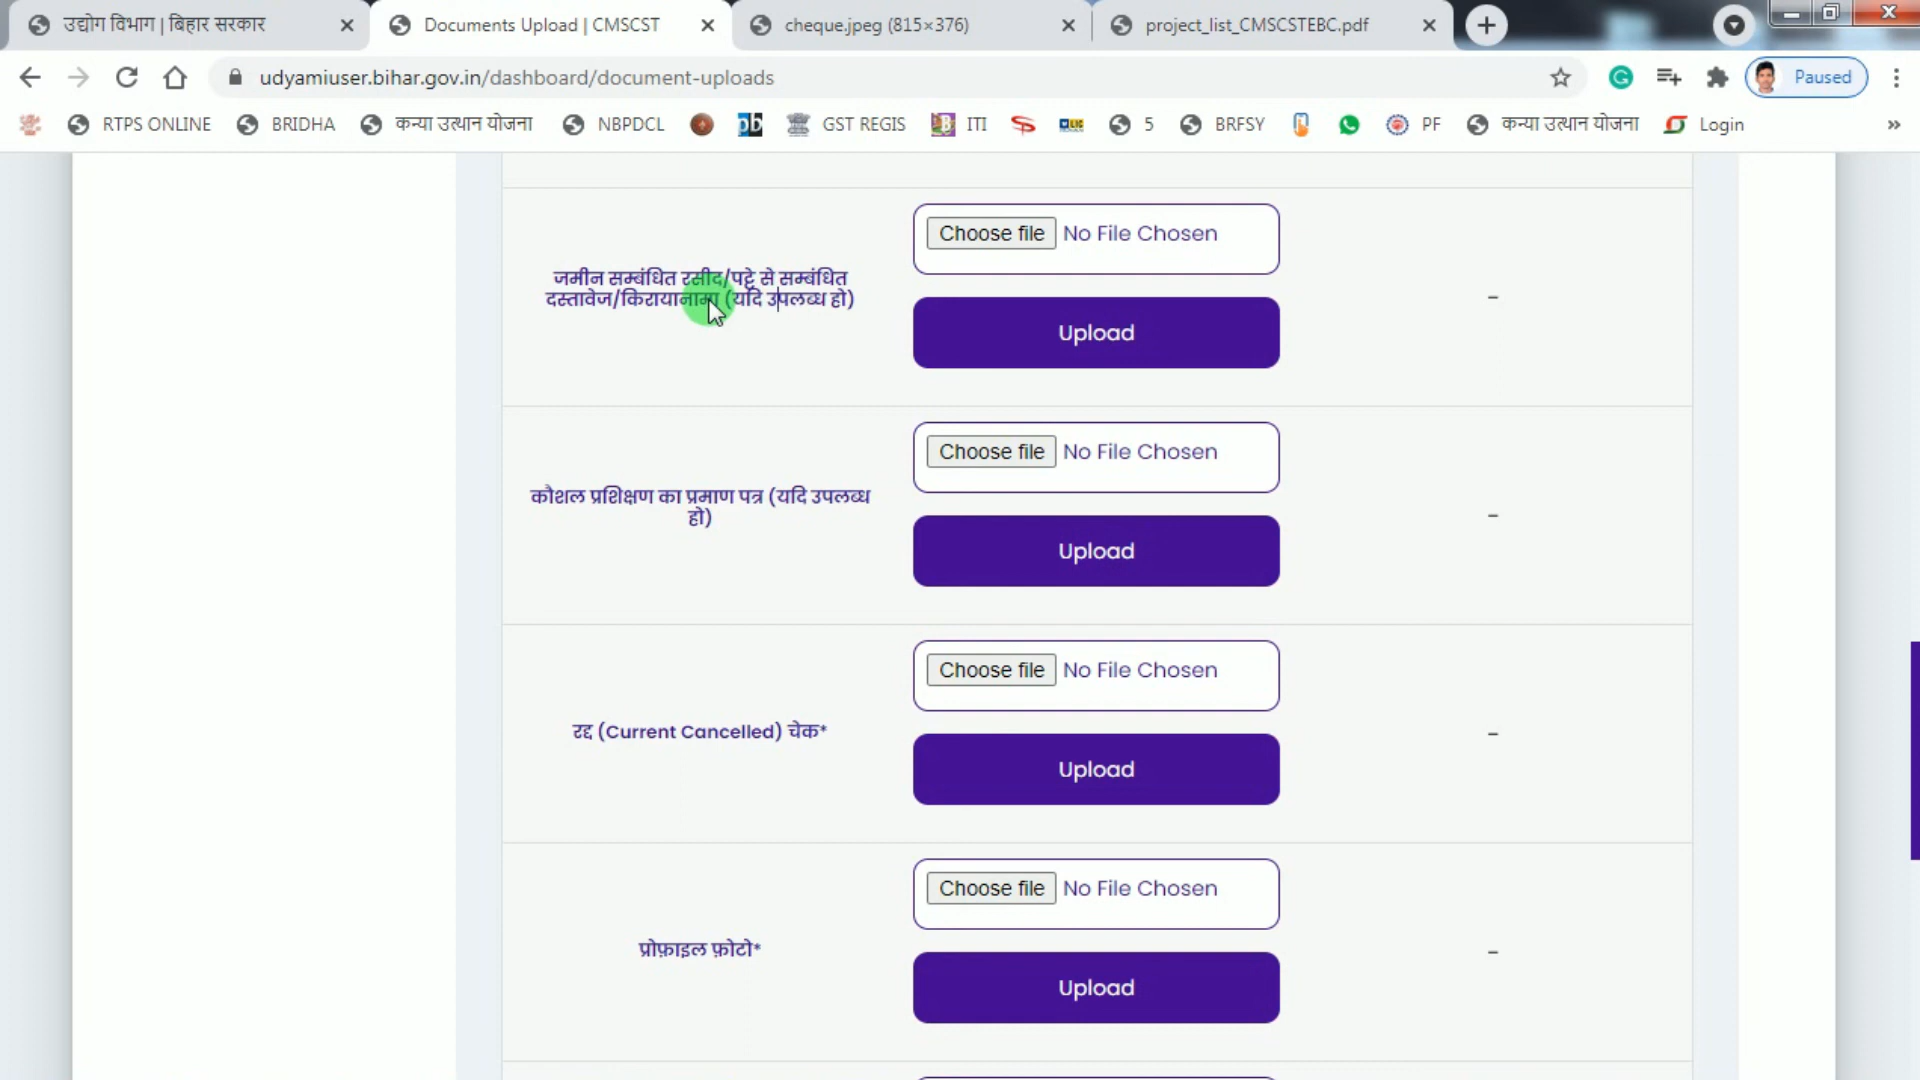 उद्योग विभाग | बिहार सरकार
Documents Upload | CMSCST
cheque.jpeg (815×376)
project_list_CMSCSTEBC.pdf
udyamiuser.bihar.gov.in/dashboard/document-uploads
Paused
RTPS ONLINE
BRIDHA
कन्या उत्थान योजना
NBPDCL
pb
GST REGIS
ITI
5
BRFSY
PF
कन्या उत्थान योजना
Login
जमीन सम्बंधित रसीद/पट्टे से सम्बंधित
दस्तावेज/किरायानामा (यदि उपलब्ध हो)
Choose file No File Chosen
Upload
-
कौशल प्रशिक्षण का प्रमाण पत्र (यदि उपलब्ध
हो)
Choose file No File Chosen
Upload
-
रद्द (Current Cancelled) चेक*
Choose file No File Chosen
Upload
-
प्रोफ़ाइल फ़ोटो*
Choose file No File Chosen
Upload
-